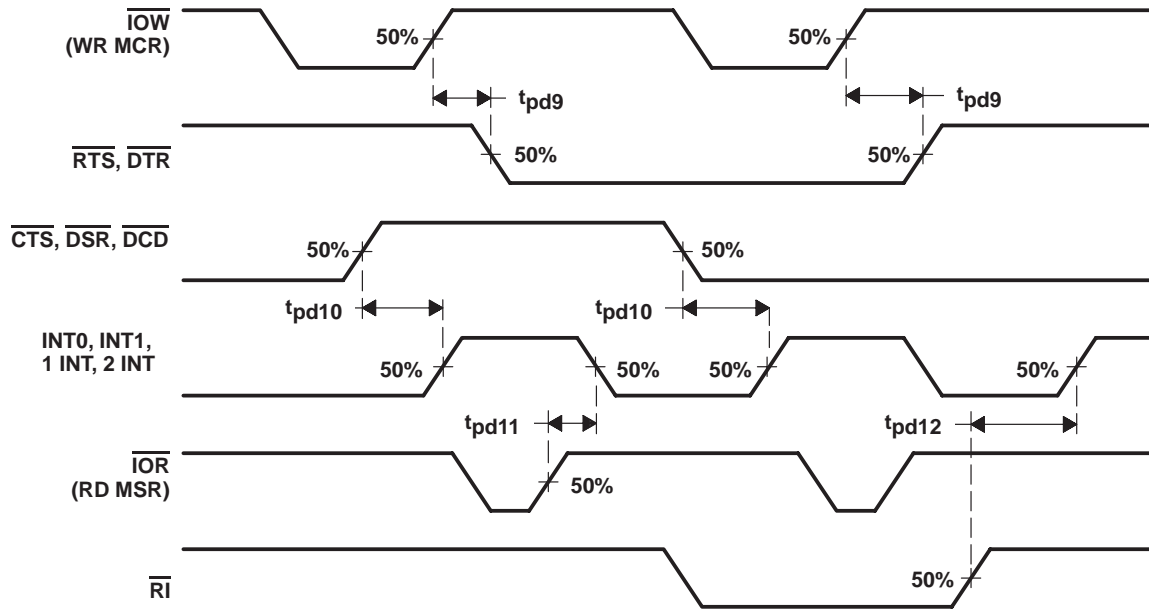 IOW
(WR MCR)
50%
50%
tpd9
tpd9
RTS, DTR
50%
50%
CTS, DSR, DCD
50%
50%
tpd10
tpd10
INT0, INT1,
1 INT, 2 INT
50%
50%
50%
50%
tpd11
tpd12
IOR
(RD MSR)
50%
RI
50%